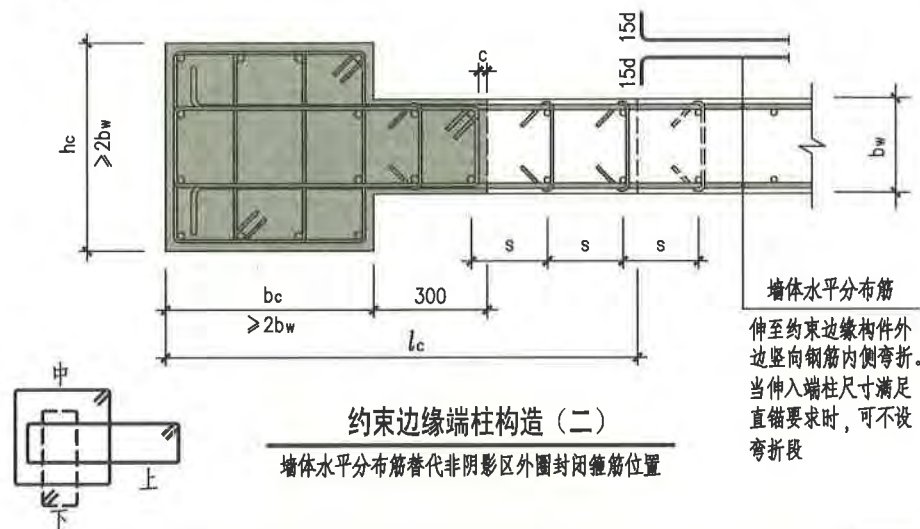 15d
15d
c
hc
≥2bw
bw
s
s
s
bc
≥2bw
300
lc
墙体水平分布筋
伸至约束边缘构件外
边竖向钢筋内侧弯折。
当伸入端柱尺寸满足
直锚要求时，可不设
弯折段
中
上
下
约束边缘端柱构造（二）
墙体水平分布筋替代非阴影区外圈封闭箍筋位置